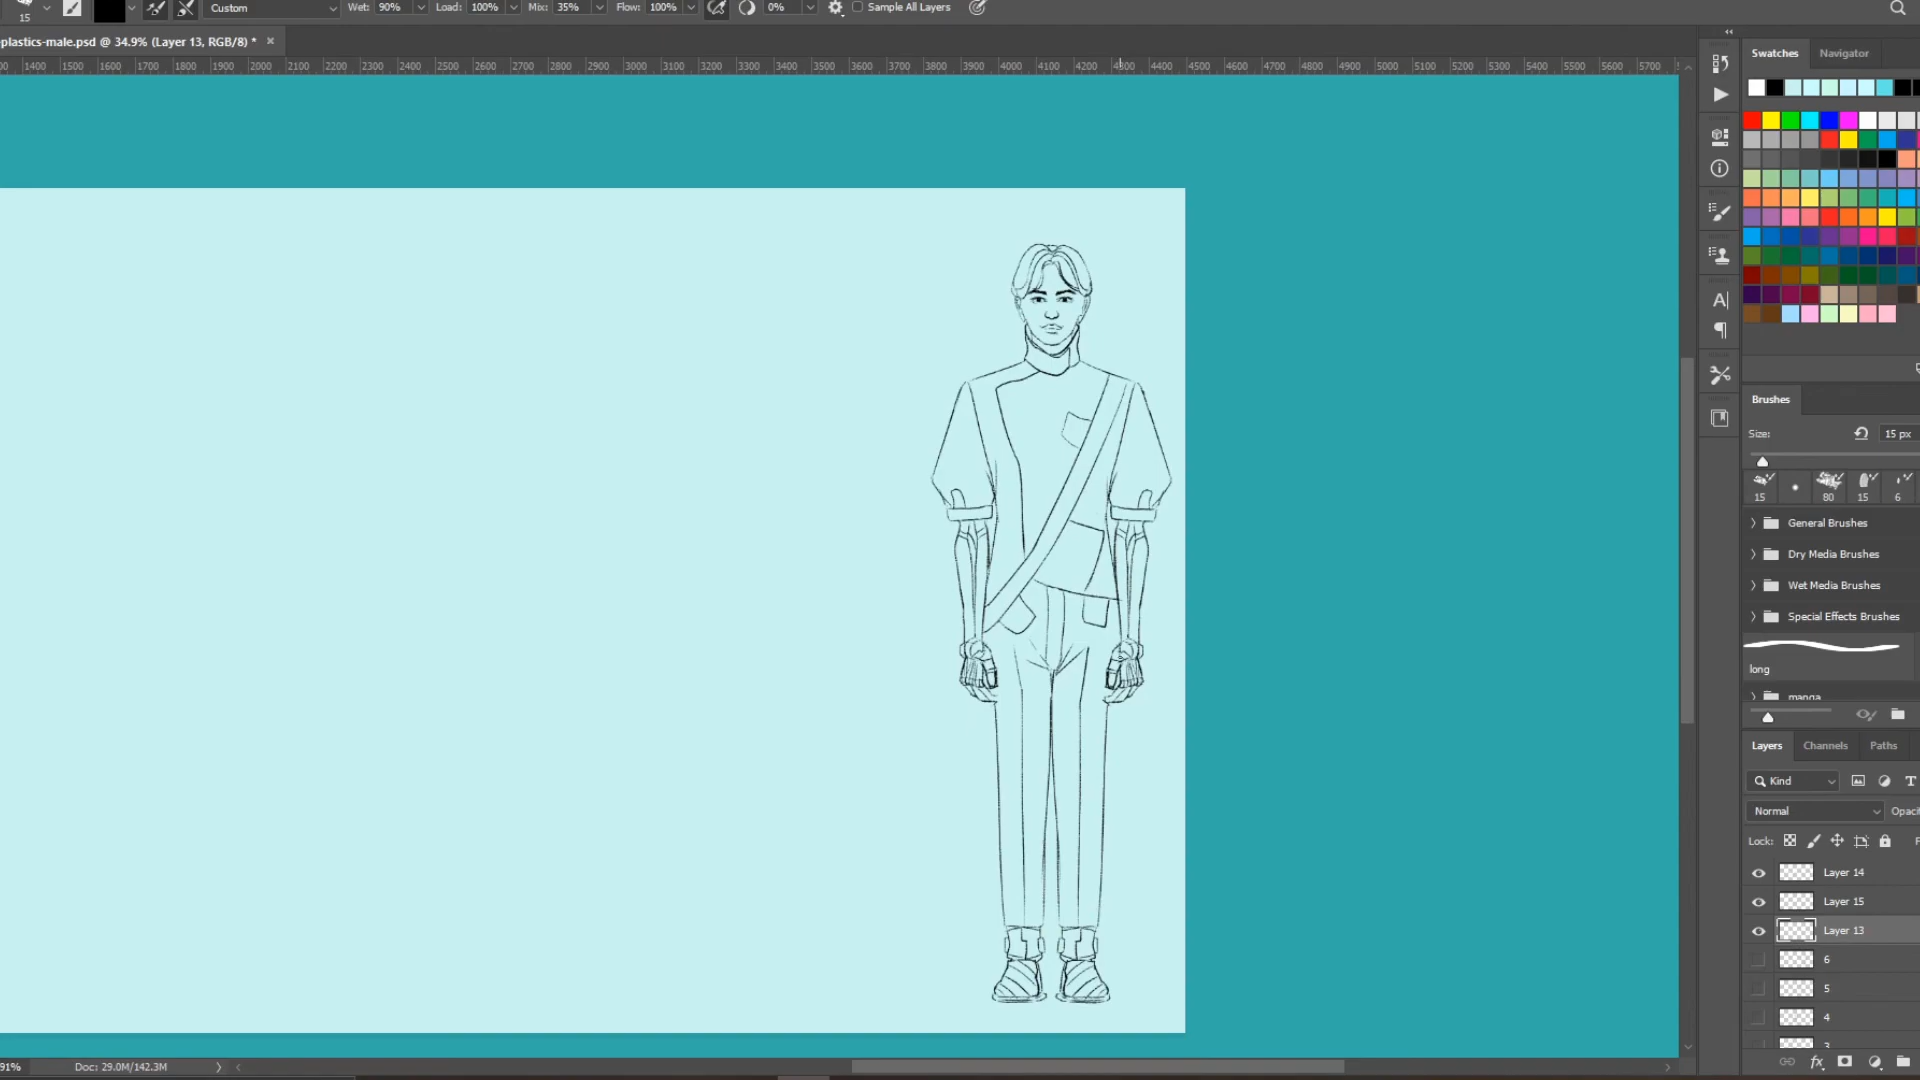 15 Custom Wet: 90% Load: 100% Mix: 35% Flow: 100% 0% Sample All Layers
plastics-male.psd @ 34.9% (Layer 13, RGB/8) * ×
1400 1500 1600 1700 1800 1900 2000 2100 2200 2300 2400 2500 2600 2700 2800 2900 3000 3100 3200 3300 3400 3500 3600 3700 3800 3900 4000 4100 4200 4300 4400 4500 4600 4700 4800 4900 5000 5100 5200 5300 5400 5500 5600 5700
Swatches Navigator
Brushes
Size: 15 px
15 80 15 6
General Brushes
Dry Media Brushes
Wet Media Brushes
Special Effects Brushes
long
manga
Layers Channels Paths
Kind
Normal Opaci
Lock: F
Layer 14
Layer 15
Layer 13
6
5
4
3
91% Doc: 29.0M/142.3M